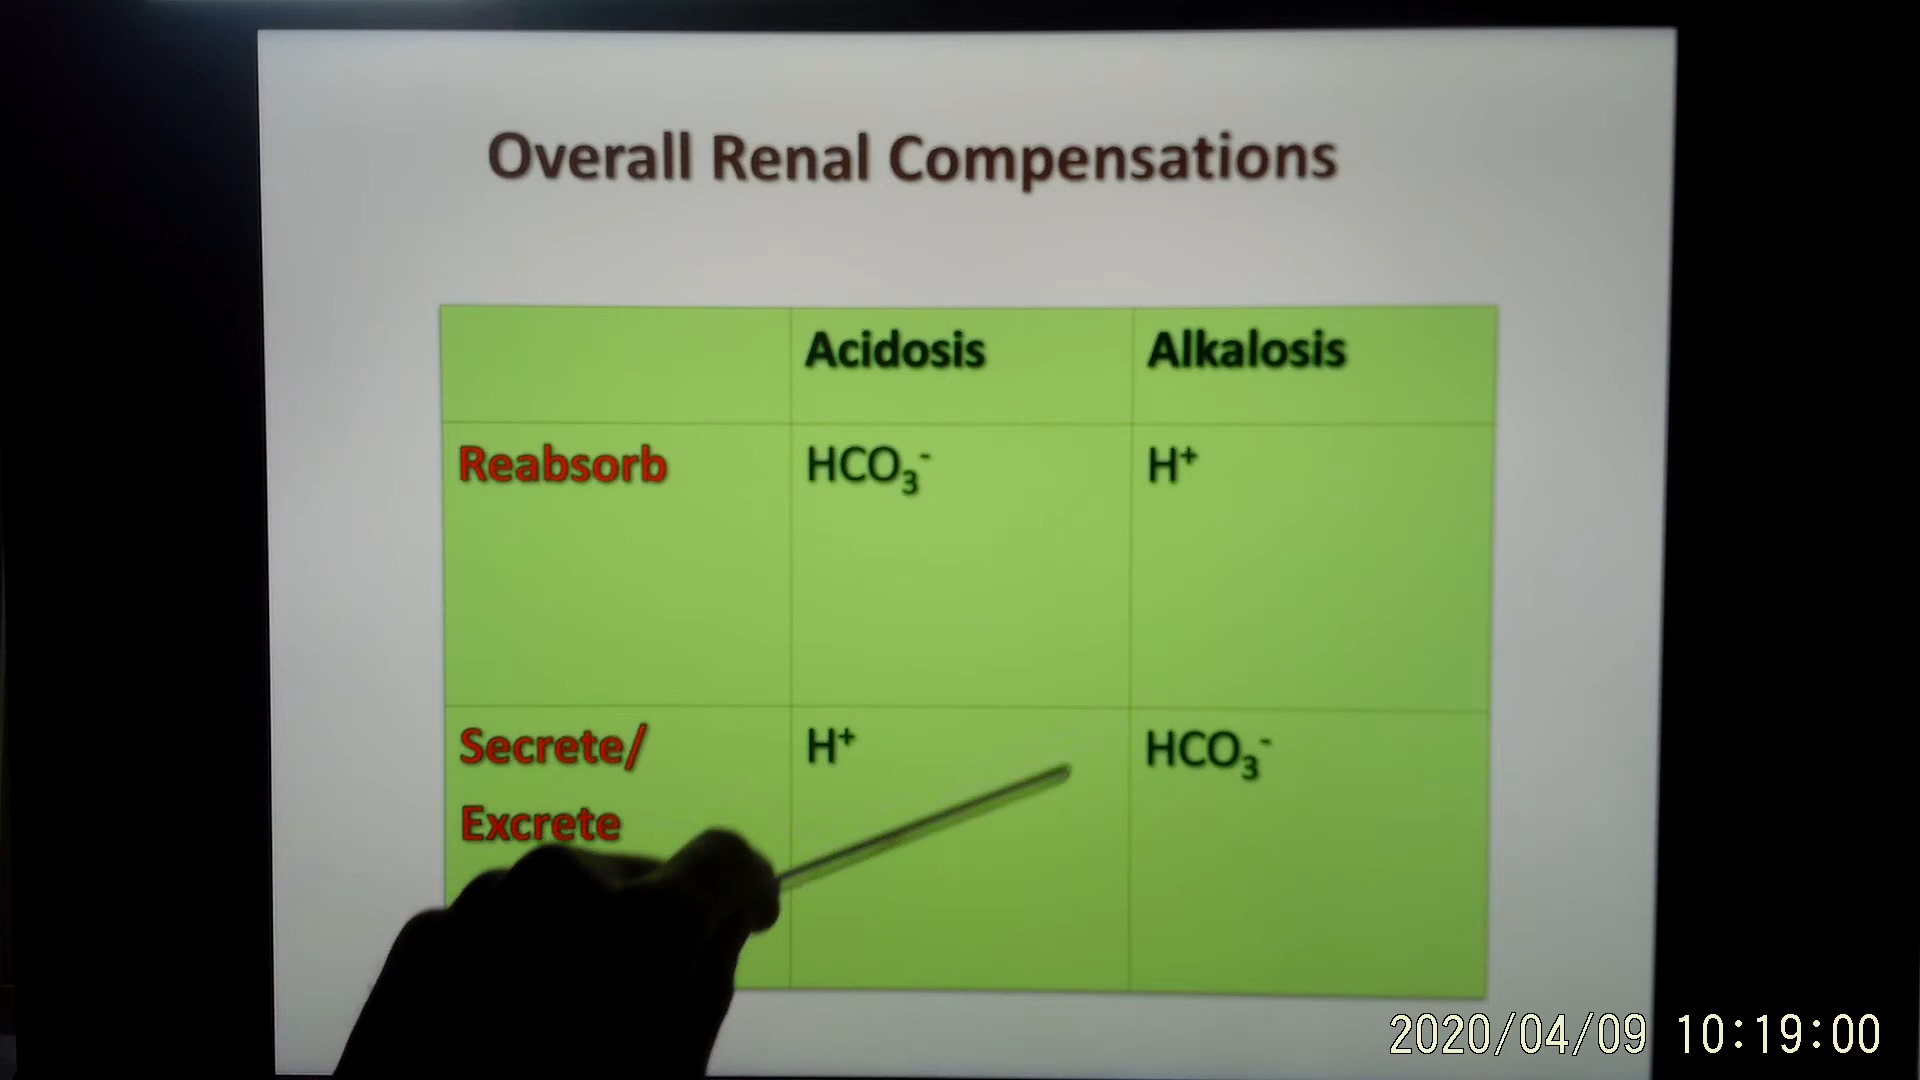 Overall Renal Compensations
Acidosis Alkalosis
Reabsorb HCO₃⁻ H⁺
Secrete/ H⁺ HCO₃⁻
Excrete
2020/04/09 10:19:00